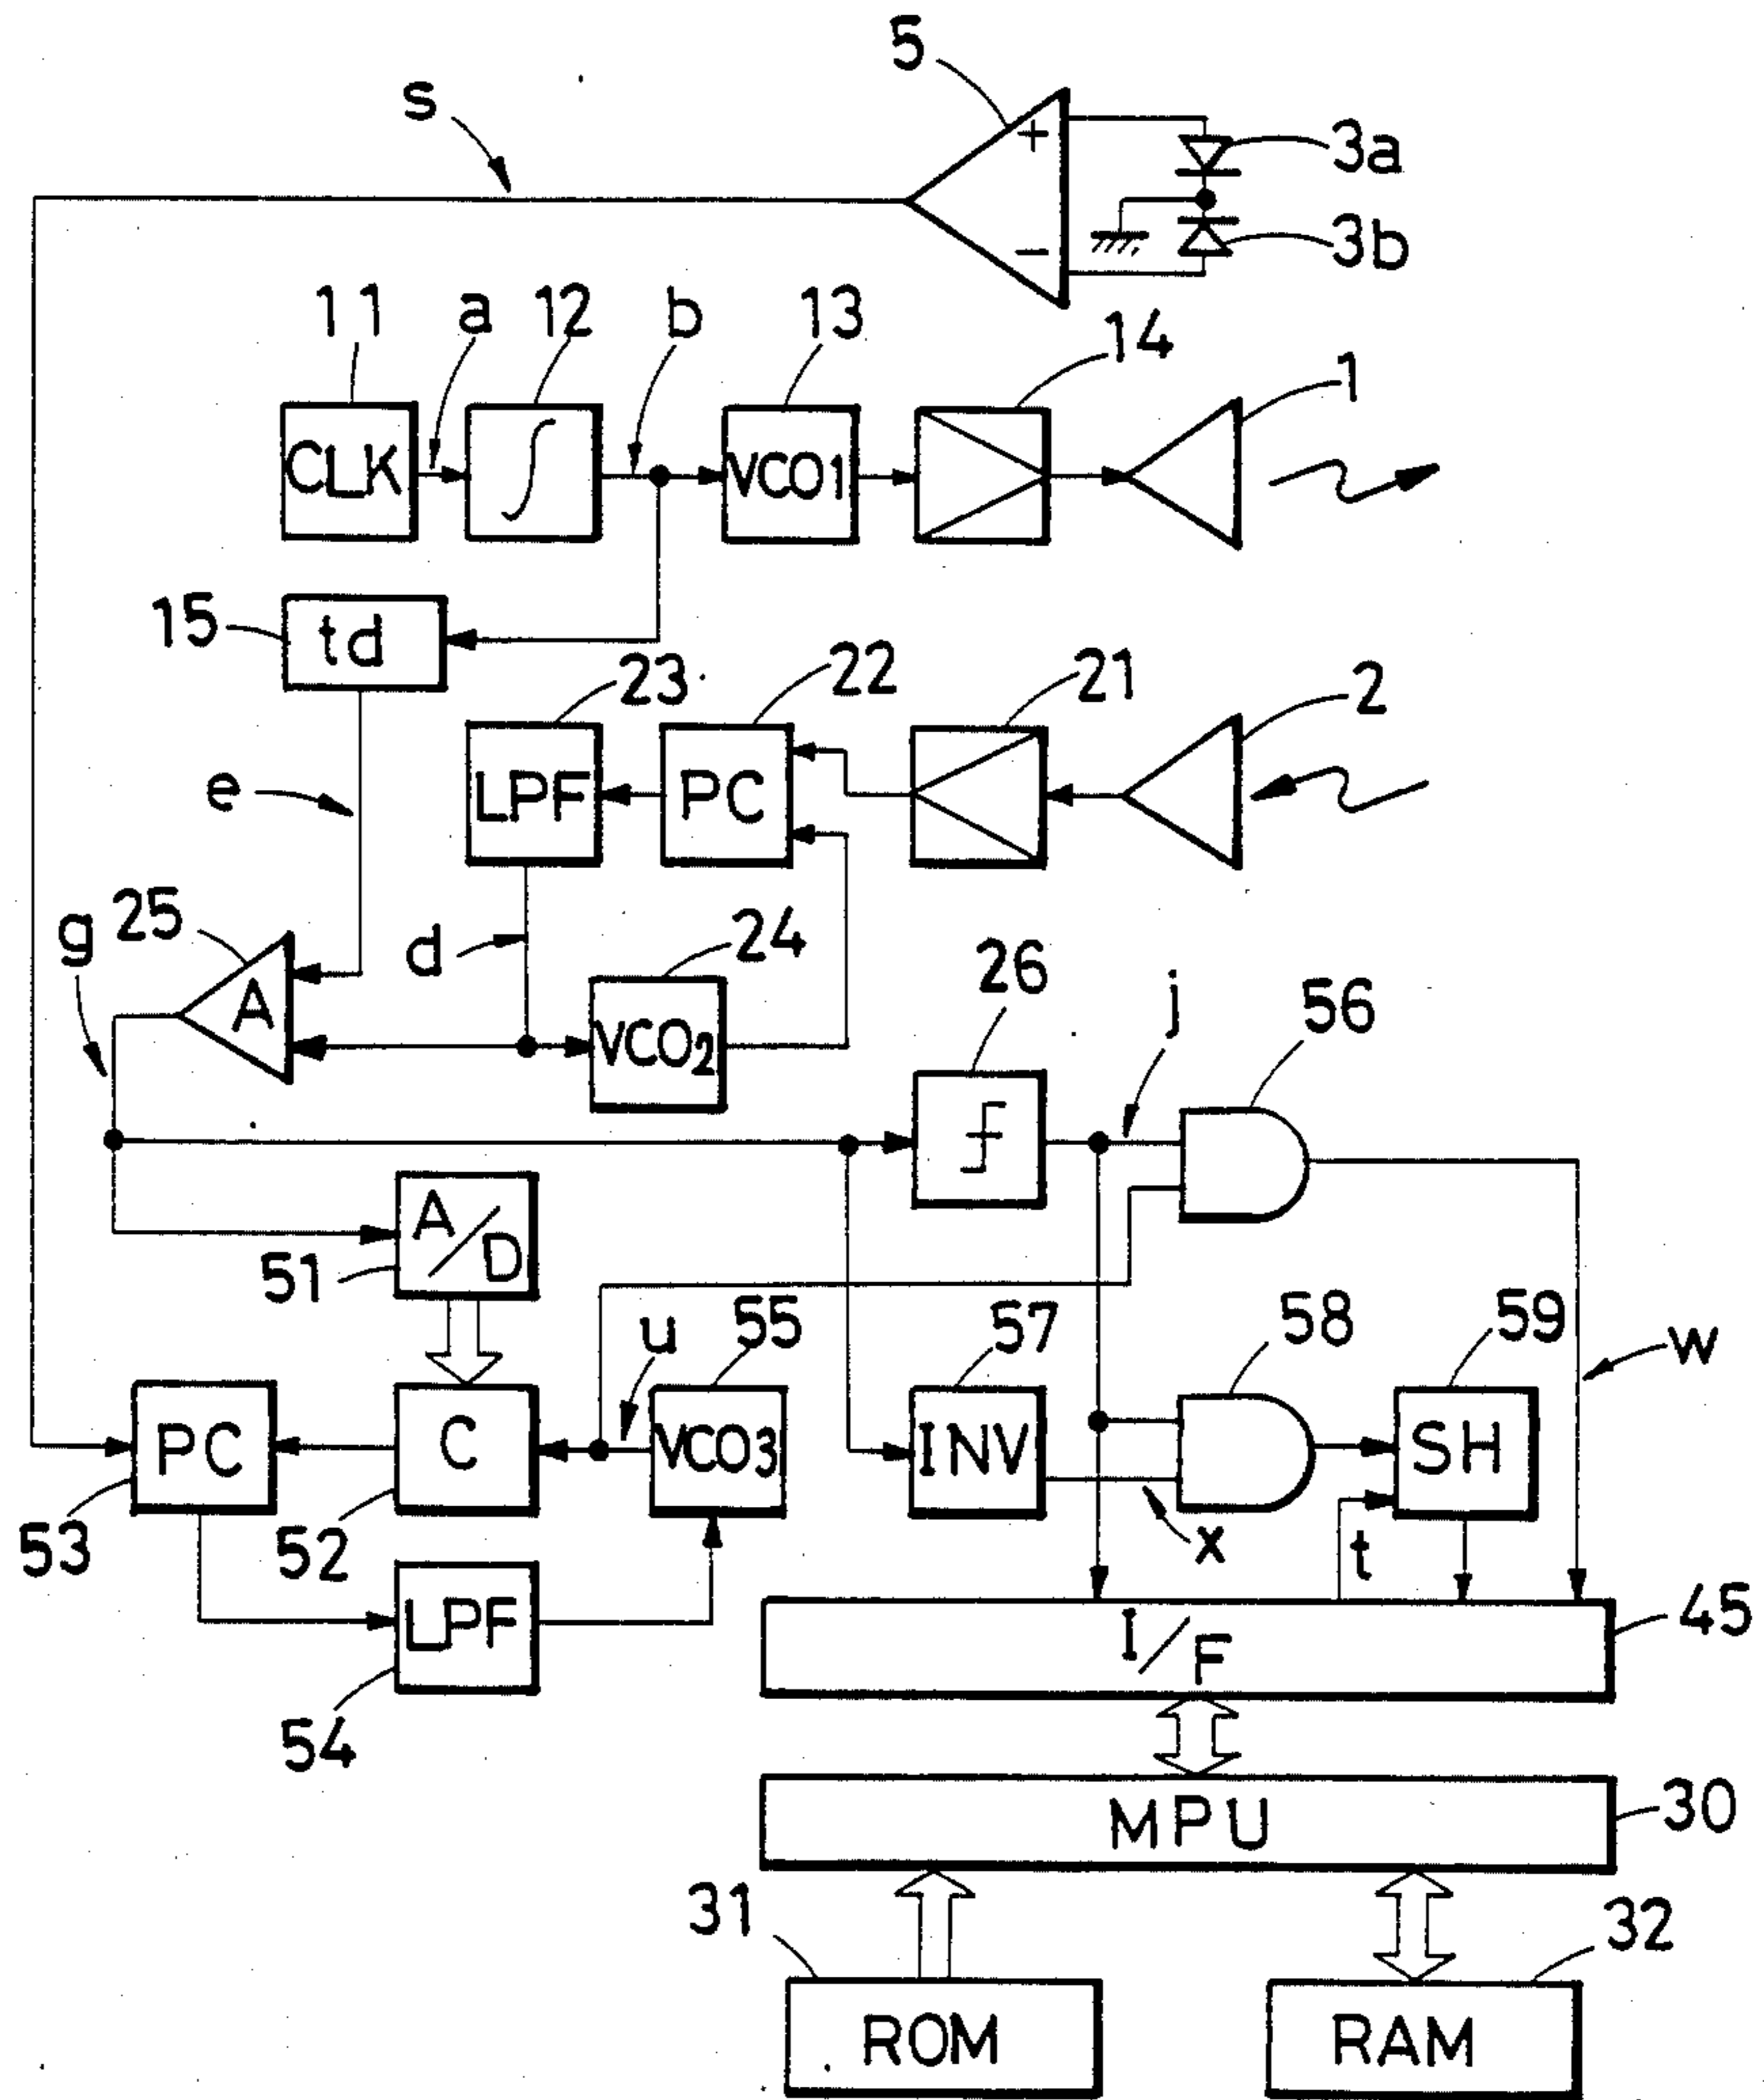 5
s
+
3a
−
3b
11
a
12
b
13
14
1
CLK
∫
VCO1
15
td
23
22
21
2
e
LPF
PC
g
25
d
24
26
j
56
A
VCO2
51
A/D
u
55
57
58
59
w
PC
C
VCO3
INV
SH
53
52
x
t
LPF
I/F
45
54
MPU
30
31
32
ROM
RAM